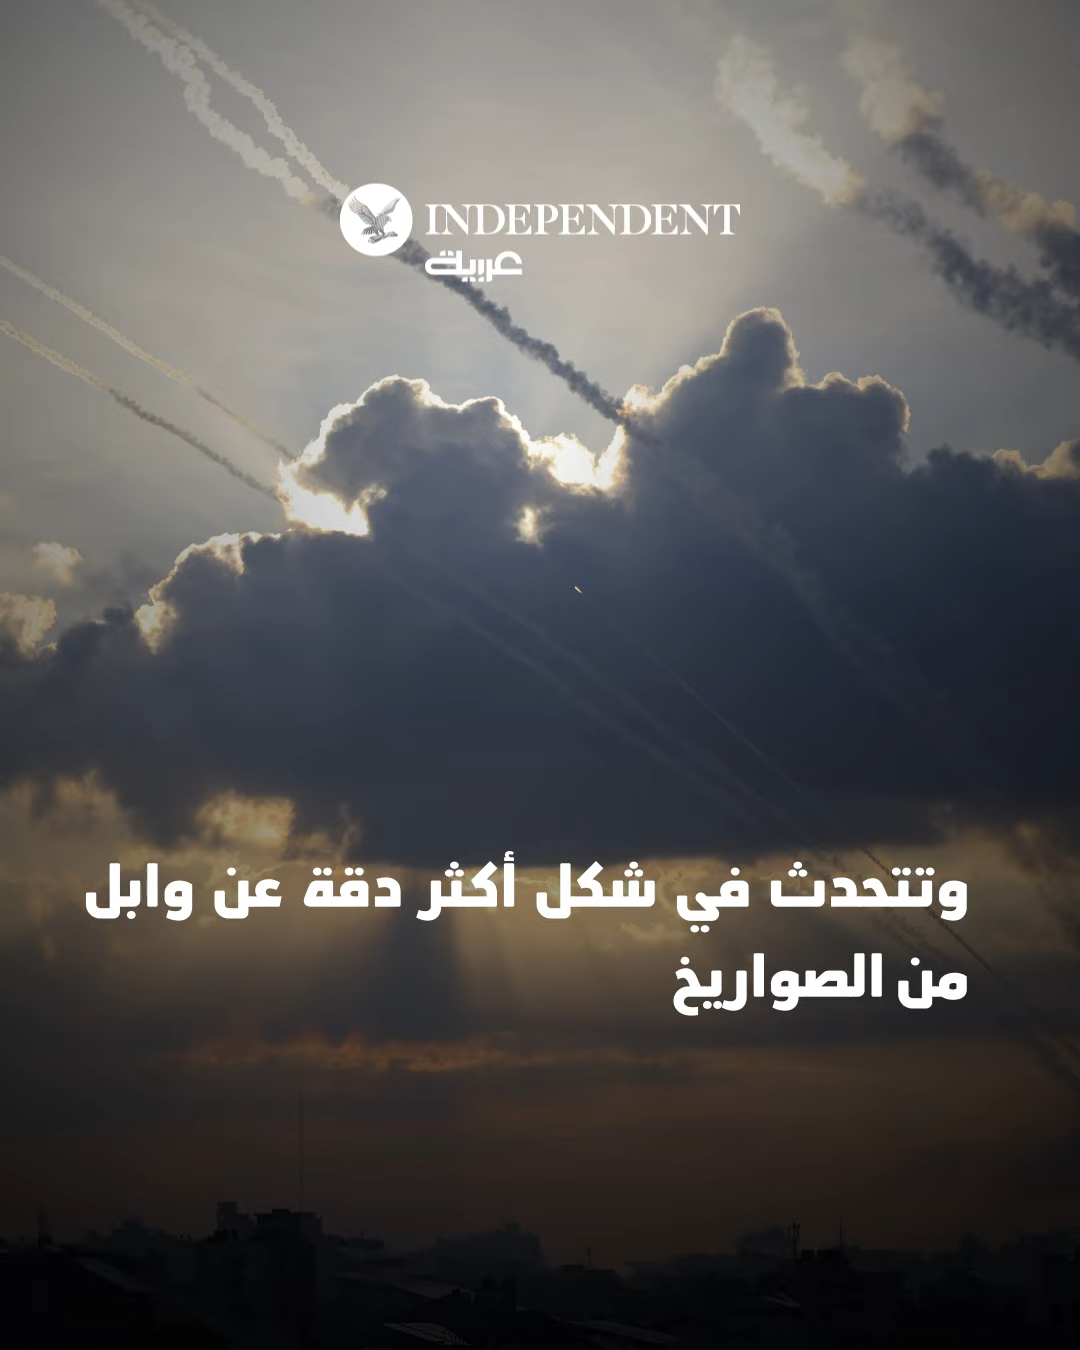 INDEPENDENT
عربية
وتتحدث في شكل أكثر دقة عن وابل
من الصواريخ